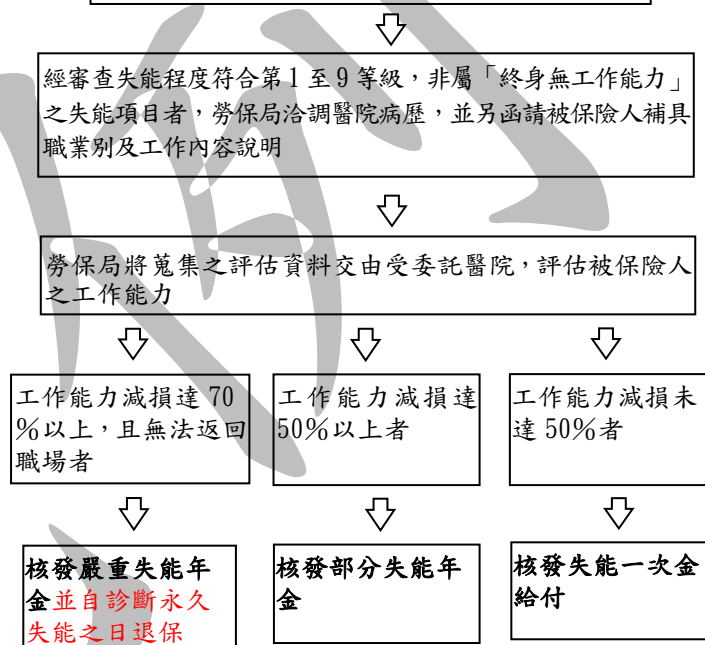 經審查失能程度符合第 1 至 9 等級，非屬「終身無工作能力」
之失能項目者，勞保局洽調醫院病歷，並另函請被保險人補具
職業別及工作內容說明
勞保局將蒐集之評估資料交由受委託醫院，評估被保險人
之工作能力
工作能力減損達 70
％以上，且無法返回
職場者
工作能力減損達
50％以上者
工作能力減損未
達 50％者
核發嚴重失能年
金並自診斷永久
失能之日退保
核發部分失能年
金
核發失能一次金
給付